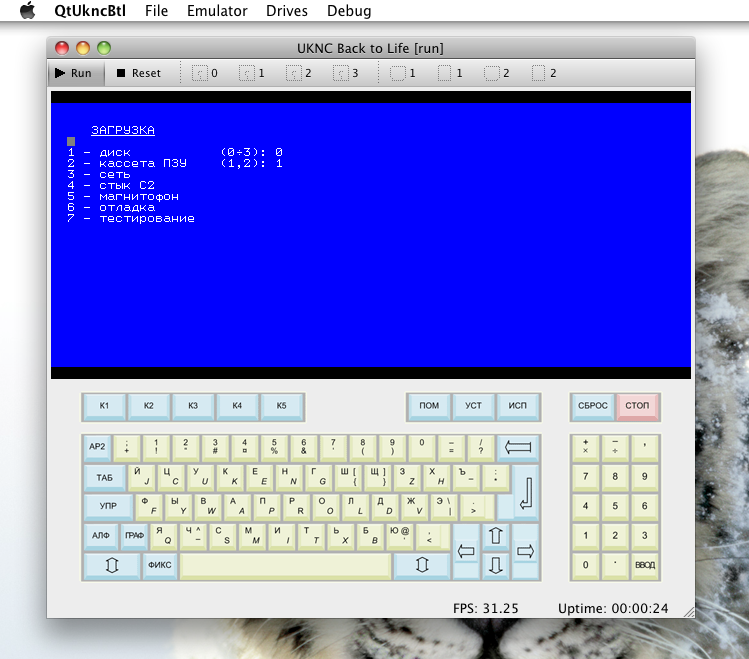 QtUkncBtl File Emulator Drives Debug
UKNC Back to Life [run]
Run Reset 0 1 2 3 1 1 2 2
ЗАГРУЗКА
1 - диск (0÷3): 0
2 - кассета ПЗУ (1,2): 1
3 - сеть
4 - стык С2
5 - магнитофон
6 - отладка
7 - тестирование
К1 К2 К3 К4 К5 ПОМ УСТ ИСП СБРОС СТОП
АР2 ; + ! 1 " 2 # 3 ¤ 4 % 5 & 6 ' 7 ( 8 ) 9 0 - = / ? + × − ÷ ,
ТАБ Й J Ц C У U К K Е E Н N Г G Ш [ { Щ ] } З Z Х H Ъ − : * 7 8 9
УПР Ф F Ы Y В W А A П P Р R О O Л L Д D Ж V Э \ | . > 4 5 6
АЛФ ГРАФ Я Q Ч ^ ¬ С S М M И I Т T Ь X Б B Ю @ ' , < 1 2 3
ФИКС 0 . ВВОД
FPS: 31.25 Uptime: 00:00:24